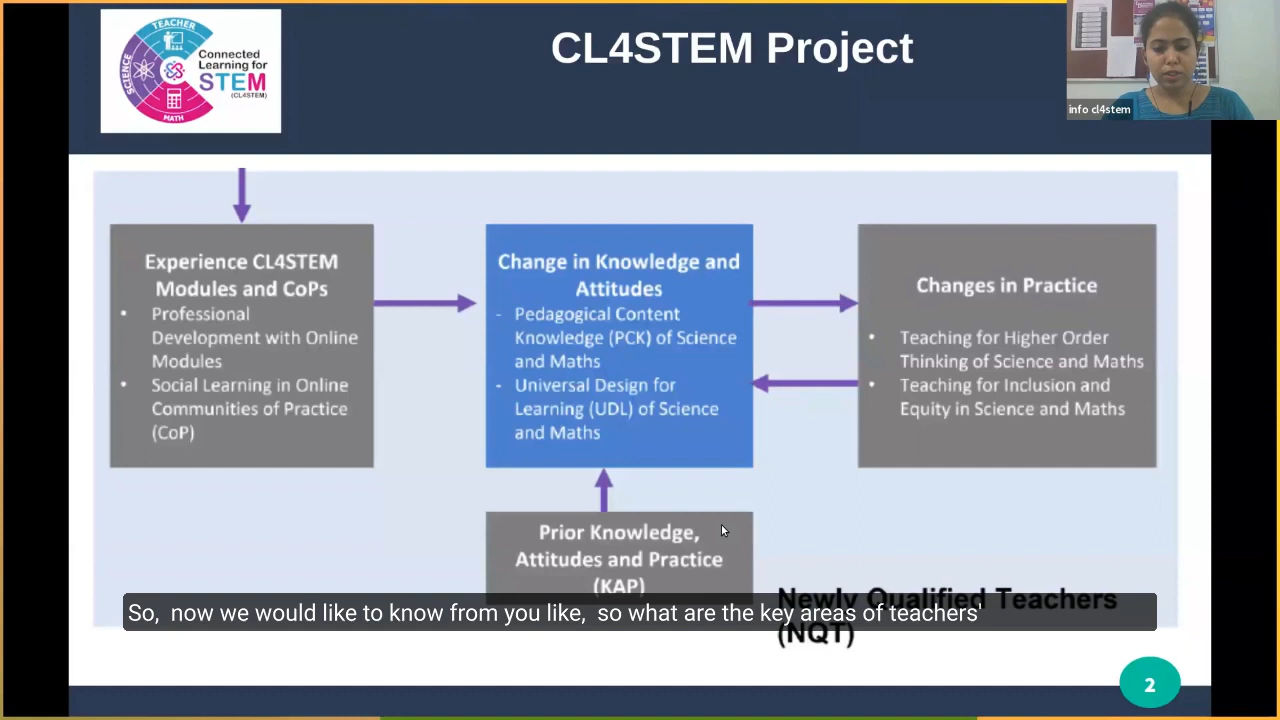 TEACHER
SCIENCE
MATH
Connected
Learning for
STEM
(CL4STEM)
CL4STEM Project
info cl4stem
Experience CL4STEM
Modules and CoPs
• Professional
Development with Online
Modules
• Social Learning in Online
Communities of Practice
(CoP)
Change in Knowledge and
Attitudes
- Pedagogical Content
Knowledge (PCK) of Science
and Maths
- Universal Design for
Learning (UDL) of Science
and Maths
Changes in Practice
• Teaching for Higher Order
Thinking of Science and Maths
• Teaching for Inclusion and
Equity in Science and Maths
Prior Knowledge,
Attitudes and Practice
(KAP)
Newly Qualified Teachers
(NQT)
So, now we would like to know from you like, so what are the key areas of teachers'
2